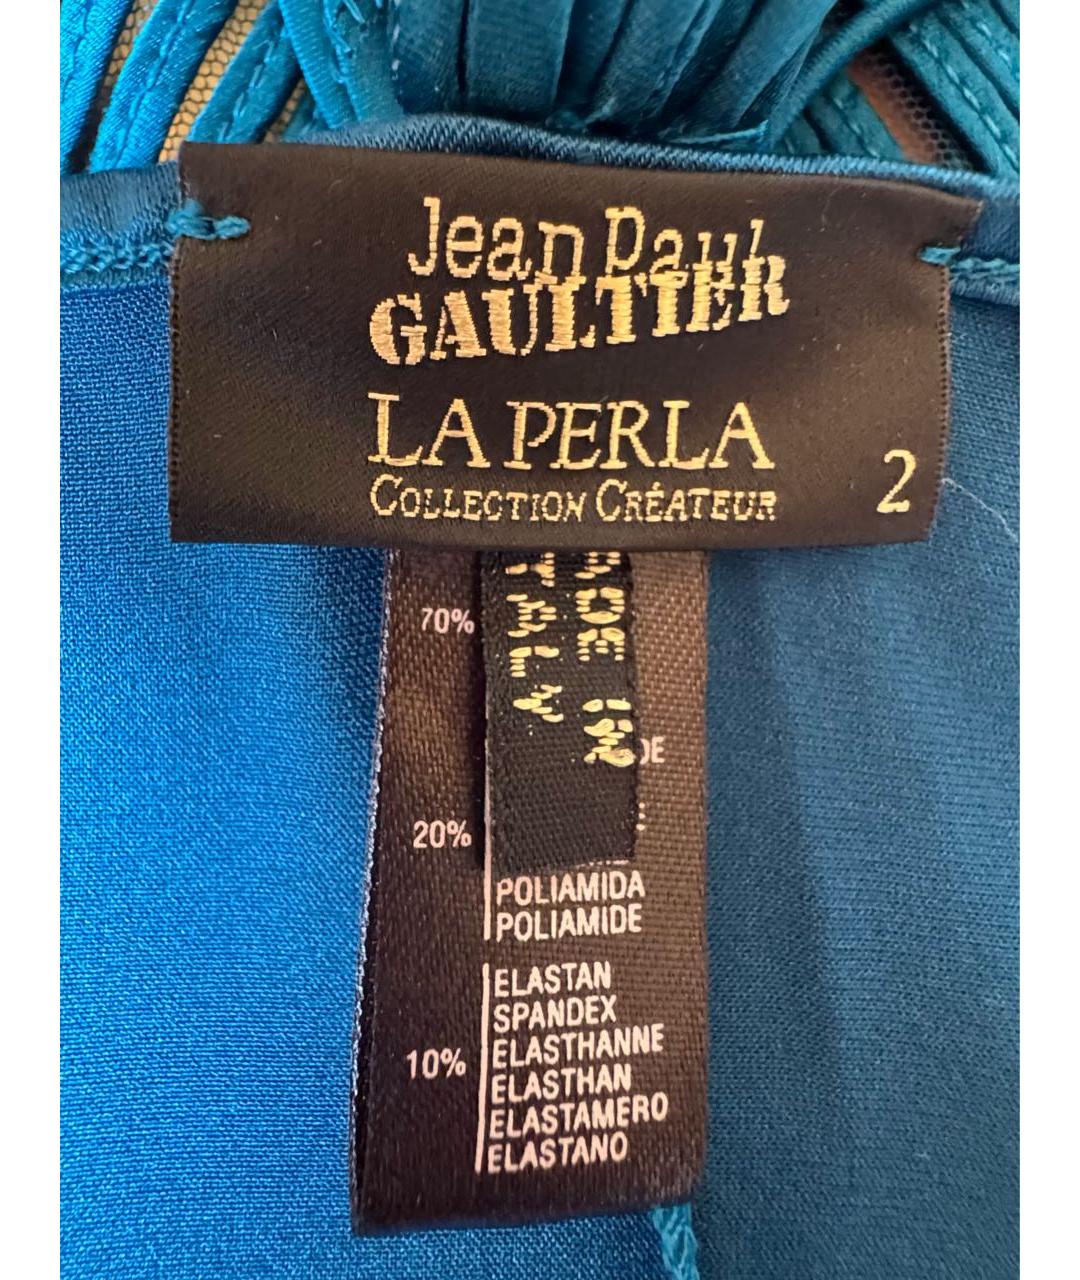 Jean Paul
GAULTIER
LA PERLA
COLLECTION CRÉATEUR
2
70%
20%
POLIAMIDA
POLIAMIDE
10%
ELASTAN
SPANDEX
ELASTHANNE
ELASTHAN
ELASTAMERO
ELASTANO
ITALY